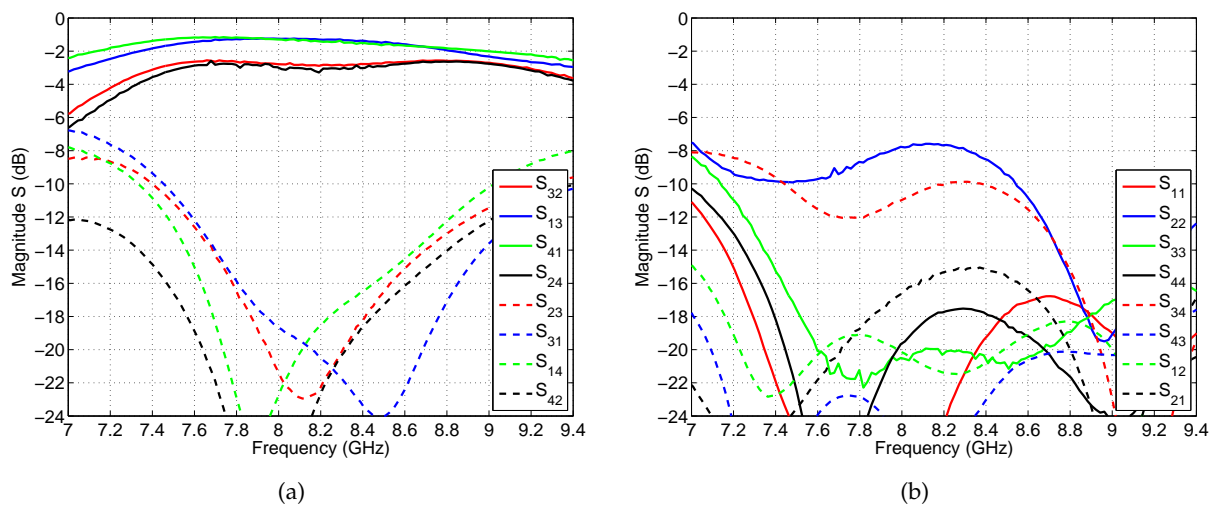 0
−2
−4
−6
−8
−10
−12
−14
−16
−18
−20
−22
−24
Magnitude S (dB)
7 7.2 7.4 7.6 7.8 8 8.2 8.4 8.6 8.8 9 9.2 9.4
Frequency (GHz)
S32
S13
S41
S24
S23
S31
S14
S42
(a)
0
−2
−4
−6
−8
−10
−12
−14
−16
−18
−20
−22
−24
Magnitude S (dB)
7 7.2 7.4 7.6 7.8 8 8.2 8.4 8.6 8.8 9 9.2 9.4
Frequency (GHz)
S11
S22
S33
S44
S34
S43
S12
S21
(b)